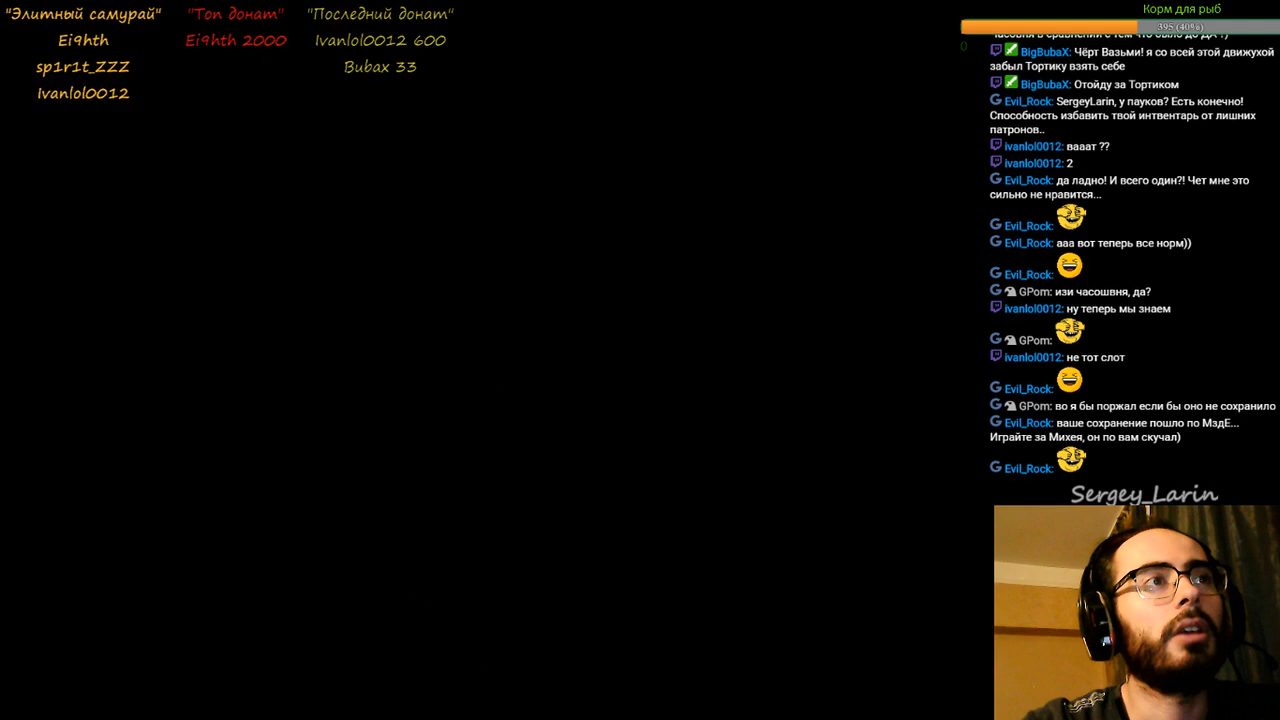 "Элитный самурай"
Ei9hth
sp1r1t_ZZZ
Ivanlol0012
"Топ донат"
Ei9hth 2000
"Последний донат"
Ivanlol0012 600
Bubax 33
Корм для рыб
395 (40%)
0
BigBubaX: Чёрт Вазьми! я со всей этой движухой
забыл Тортику взять себе
BigBubaX: Отойду за Тортиком
Evil_Rock: SergeyLarin, у пауков? Есть конечно!
Способность избавить твой интвентарь от лишних
патронов..
ivanlol0012: вааат ??
ivanlol0012: 2
Evil_Rock: да ладно! И всего один?! Чет мне это
сильно не нравится...
Evil_Rock:
Evil_Rock: ааа вот теперь все норм))
Evil_Rock:
GPom: изи часошвня, да?
ivanlol0012: ну теперь мы знаем
GPom:
ivanlol0012: не тот слот
Evil_Rock:
GPom: во я бы поржал если бы оно не сохранило
Evil_Rock: ваше сохранение пошло по МздЕ...
Играйте за Михея, он по вам скучал)
Evil_Rock:
Sergey_Larin